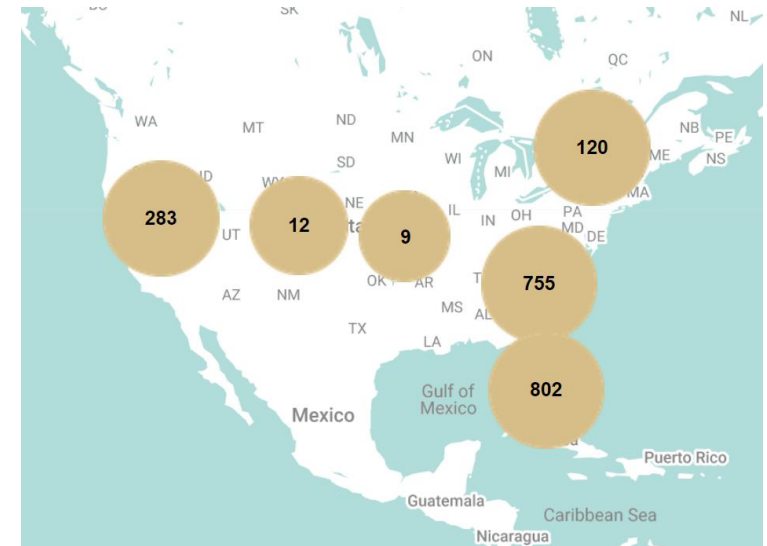 SK
NL
ON
QC
WA
MT
ND
MN
NB
PE
120
WI
MI
ME
NS
SD
ID
WY
MA
NE
283
12
9
IL
IN
OH
PA
MD
DE
UT
OK
AR
755
AZ
NM
MS
AL
TX
LA
802
Gulf of
Mexico
Mexico
Puerto Rico
Guatemala
Caribbean Sea
Nicaragua